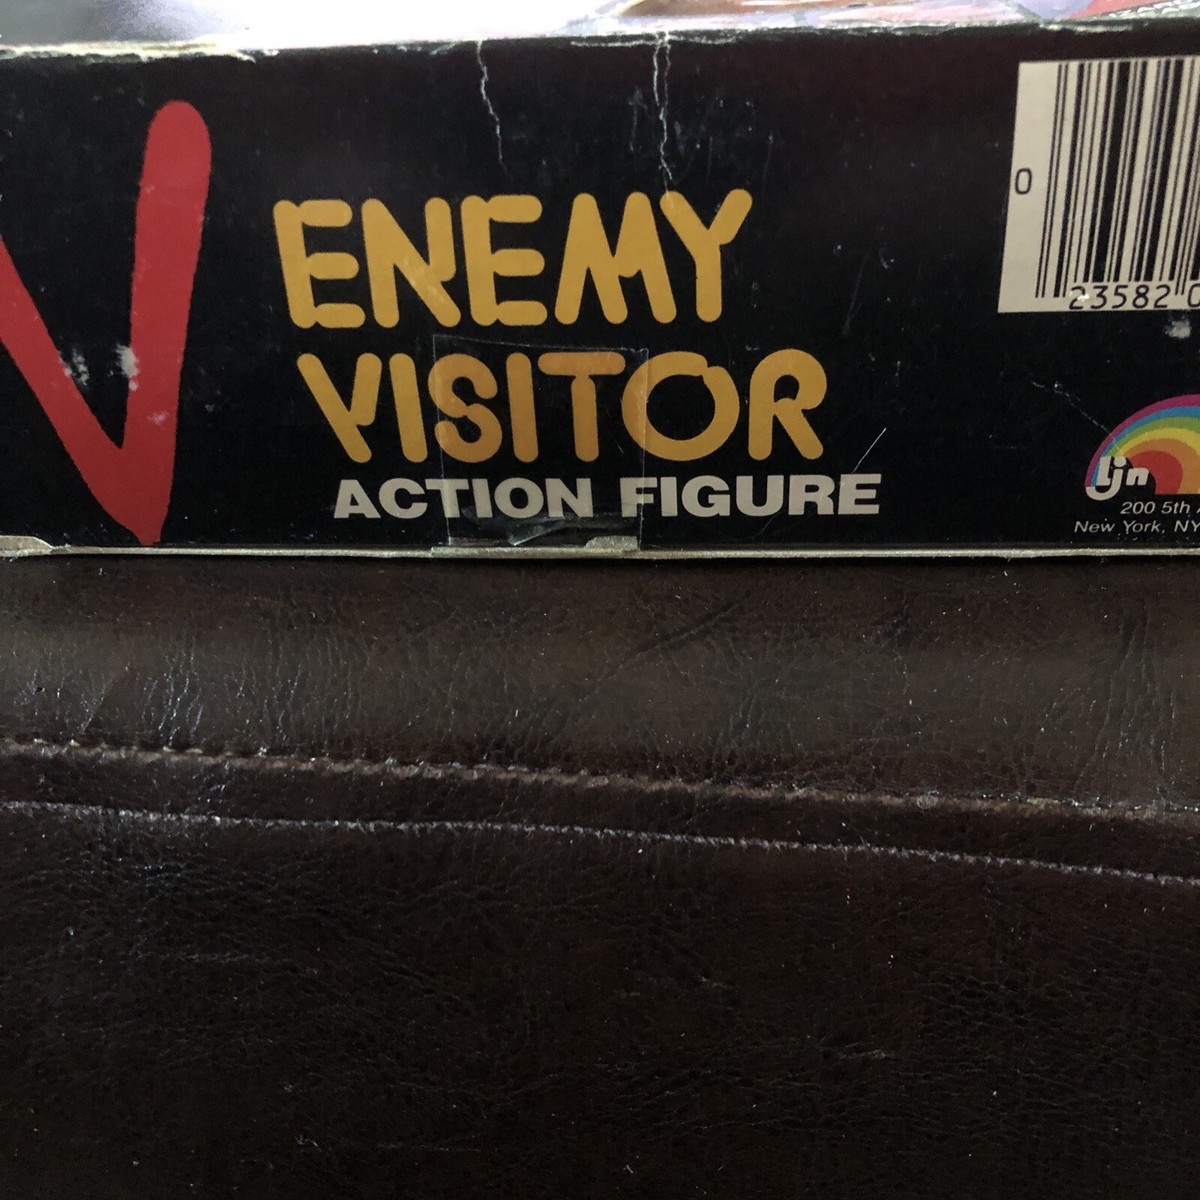 V
ENEMY
VISITOR
ACTION FIGURE
0
23582
ljn
200 5th
New York, NY